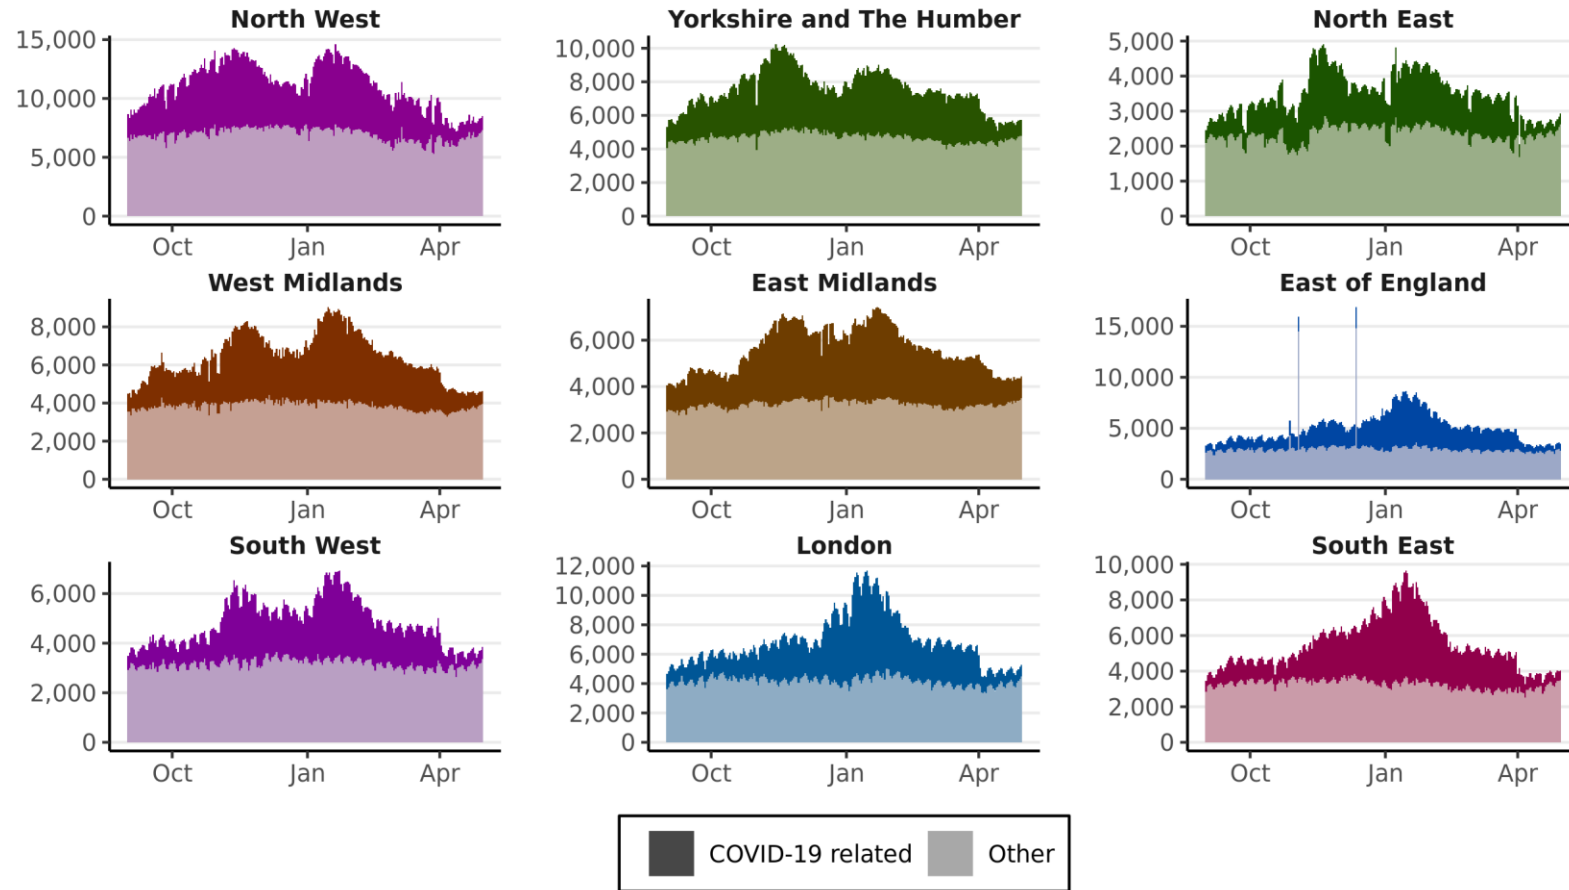 North West
15,000
10,000
5,000
0
Oct Jan Apr
Yorkshire and The Humber
10,000
8,000
6,000
4,000
2,000
0
Oct Jan Apr
North East
5,000
4,000
3,000
2,000
1,000
0
Oct Jan Apr
West Midlands
8,000
6,000
4,000
2,000
0
Oct Jan Apr
East Midlands
6,000
4,000
2,000
0
Oct Jan Apr
East of England
15,000
10,000
5,000
0
Oct Jan Apr
South West
6,000
4,000
2,000
0
Oct Jan Apr
London
12,000
10,000
8,000
6,000
4,000
2,000
0
Oct Jan Apr
South East
10,000
8,000
6,000
4,000
2,000
0
Oct Jan Apr
COVID-19 related Other